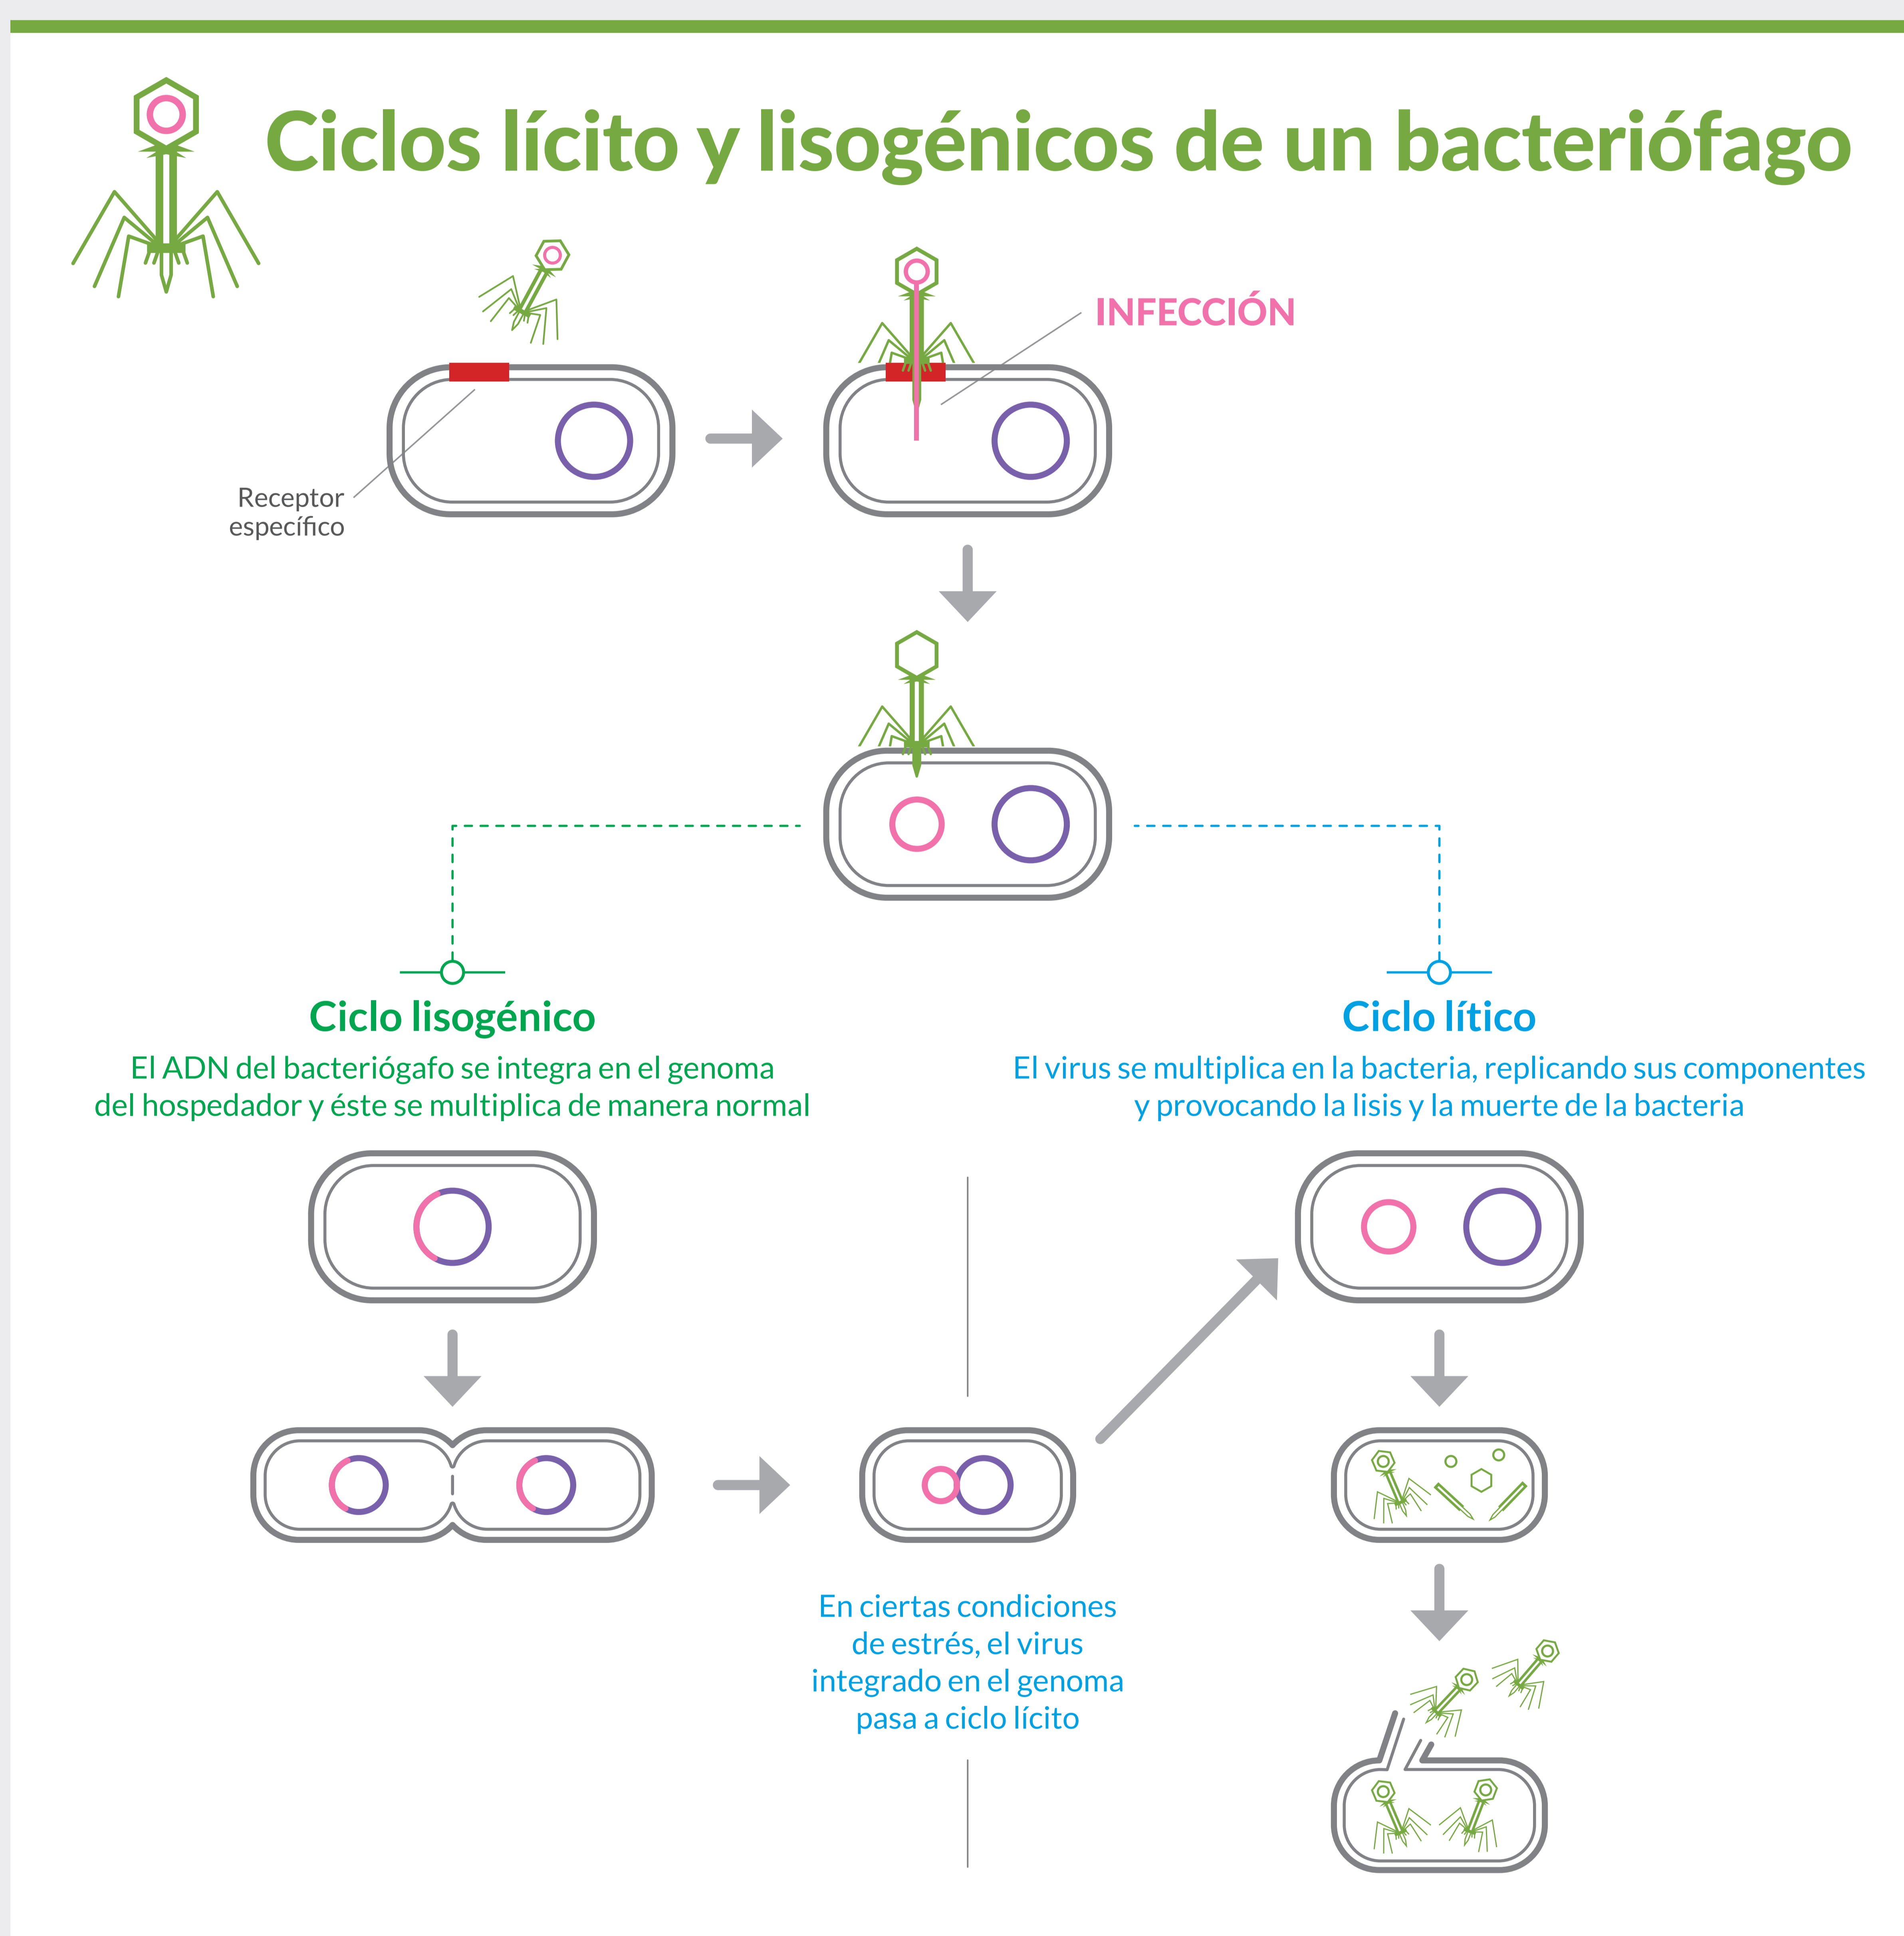 Ciclos lícito y lisogénicos de un bacteriófago
INFECCIÓN
Receptor
específico
Ciclo lisogénico
El ADN del bacteriógafo se integra en el genoma
del hospedador y éste se multiplica de manera normal
Ciclo lítico
El virus se multiplica en la bacteria, replicando sus componentes
y provocando la lisis y la muerte de la bacteria
En ciertas condiciones
de estrés, el virus
integrado en el genoma
pasa a ciclo lícito